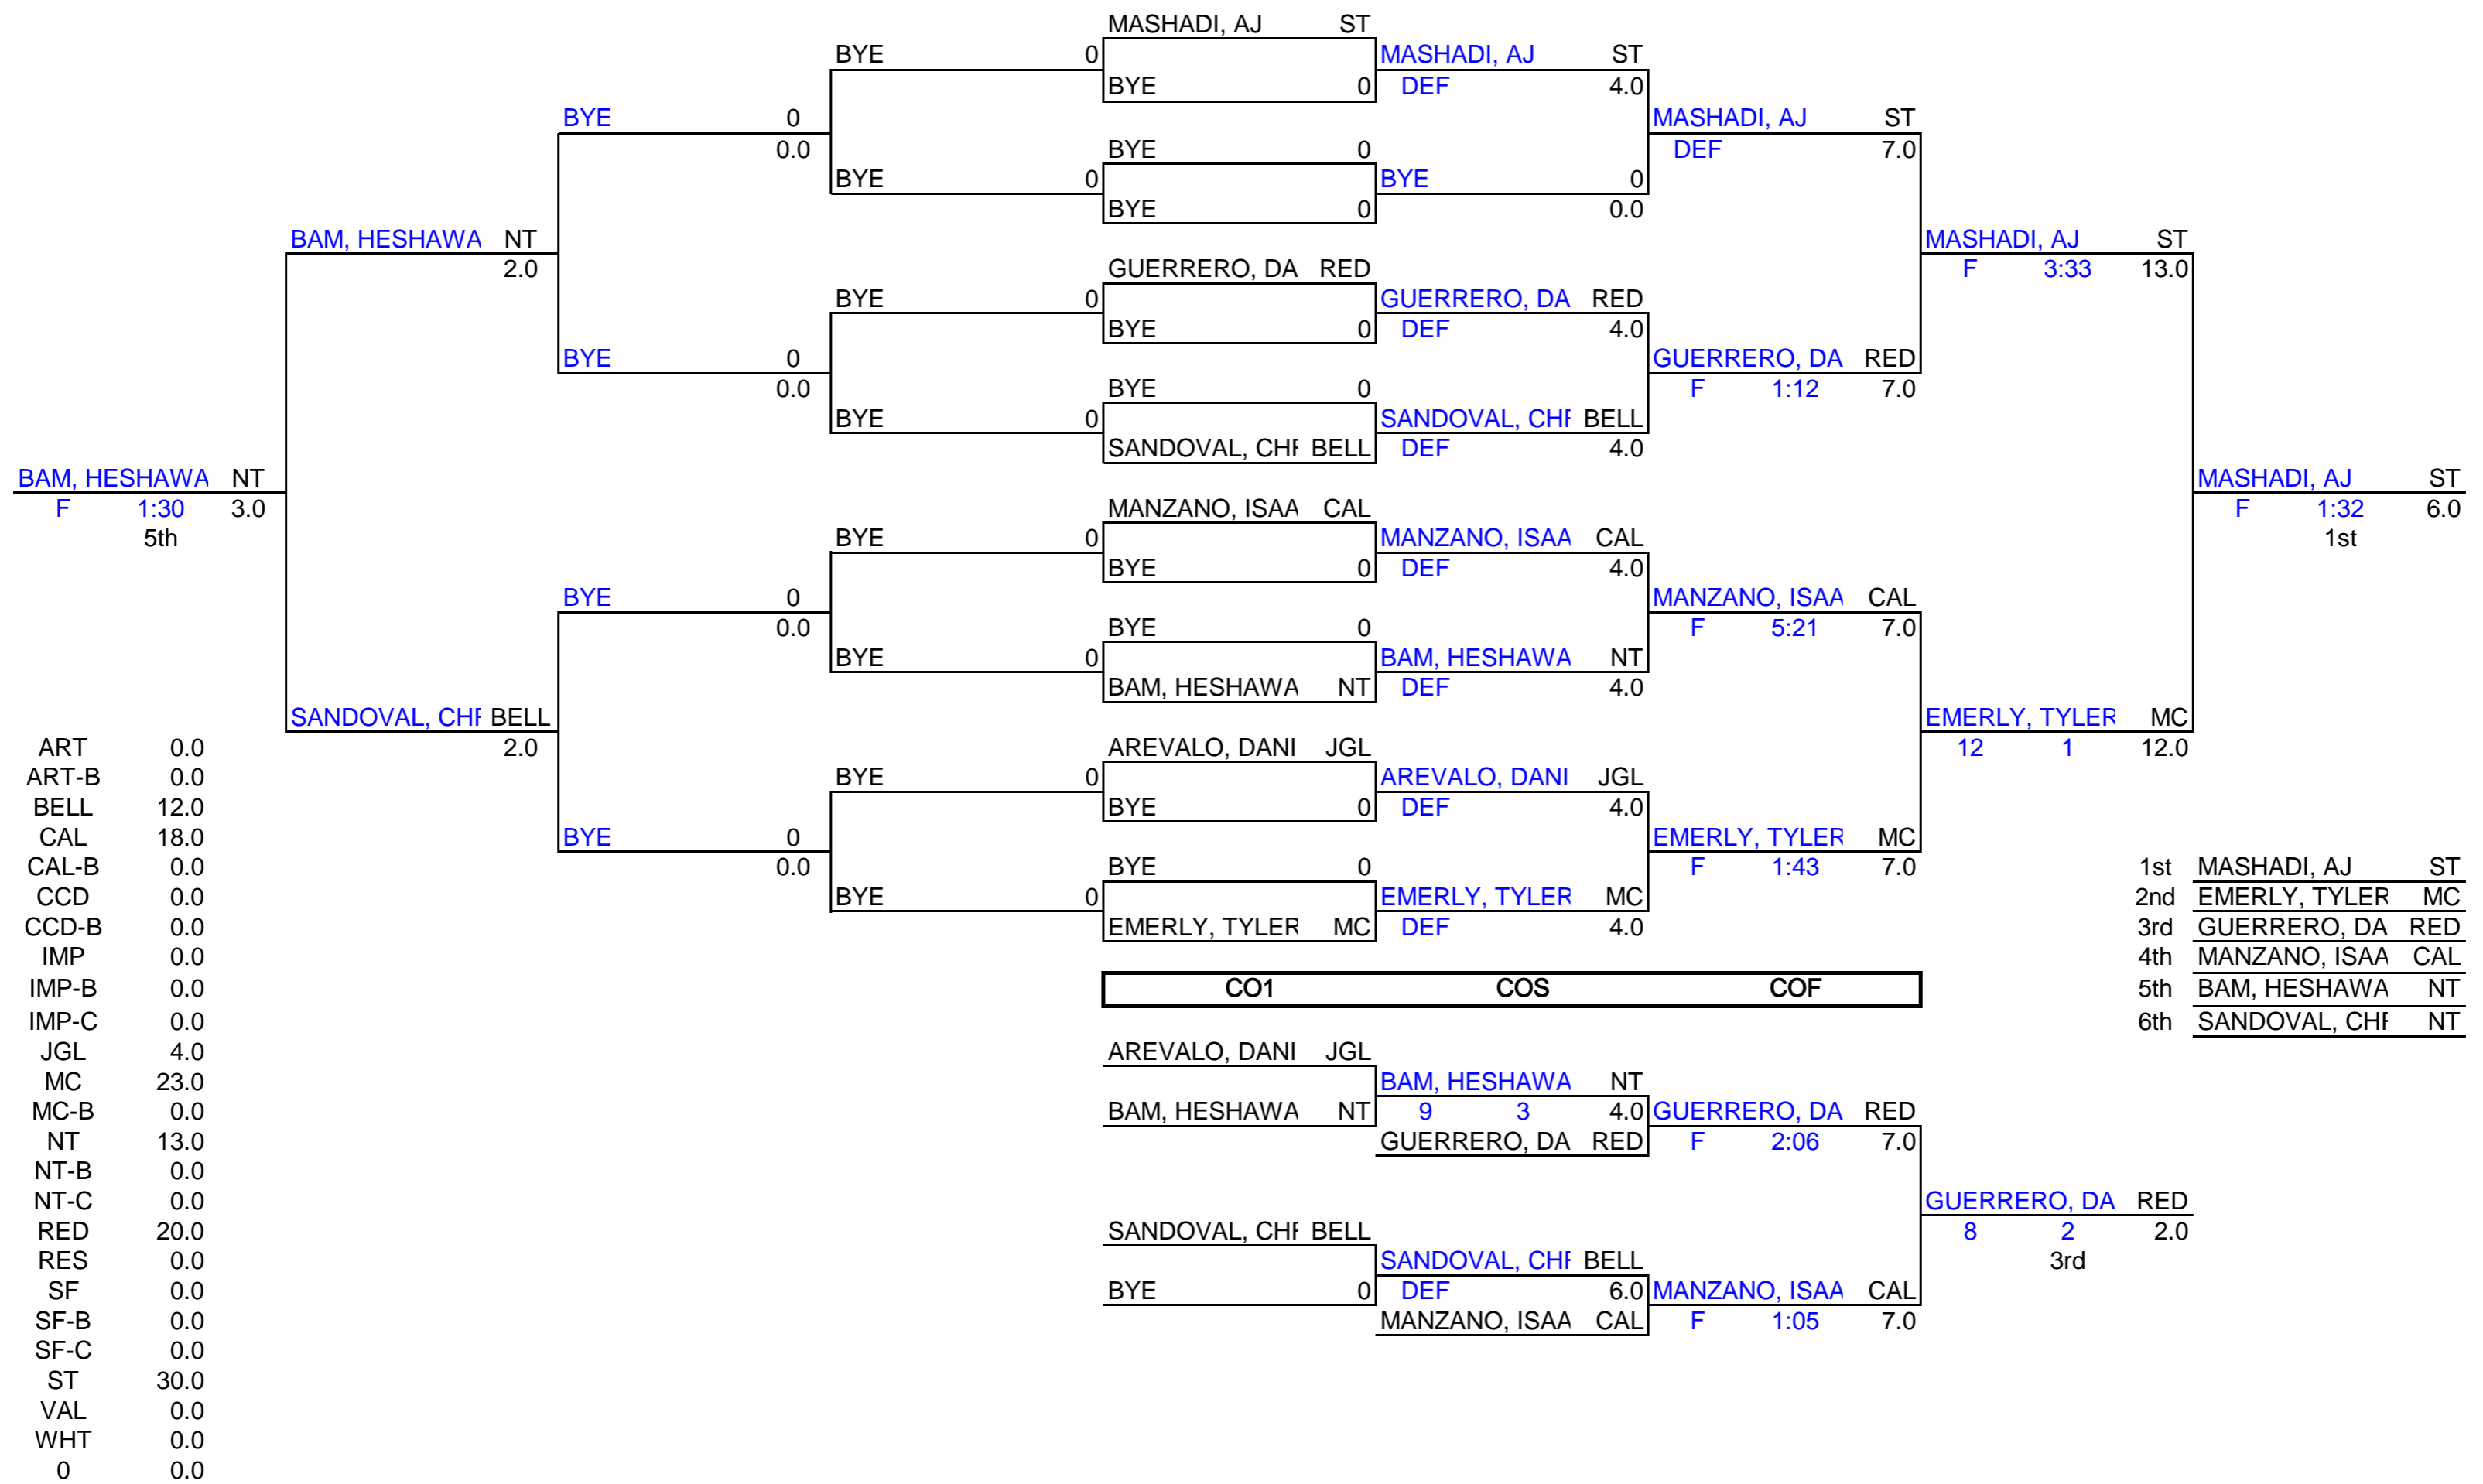 MASHADI, AJ ST
BYE 0 MASHADI, AJ ST
BYE 0 DEF 4.0
BYE 0 MASHADI, AJ ST
0.0 BYE 0 DEF 7.0
BYE 0 BYE 0
BYE 0 0.0
BAM, HESHAWA NT MASHADI, AJ ST
2.0 GUERRERO, DA RED F 3:33 13.0
BYE 0 GUERRERO, DA RED
BYE 0 DEF 4.0
BYE 0 GUERRERO, DA RED
0.0 BYE 0 F 1:12 7.0
BYE 0 SANDOVAL, CHR BELL
SANDOVAL, CHR BELL DEF 4.0
BAM, HESHAWA NT MASHADI, AJ ST
F 1:30 3.0 MANZANO, ISAA CAL F 1:32 6.0
5th BYE 0 MANZANO, ISAA CAL 1st
BYE 0 DEF 4.0
BYE 0 MANZANO, ISAA CAL
0.0 BYE 0 F 5:21 7.0
BYE 0 BAM, HESHAWA NT
BAM, HESHAWA NT DEF 4.0
SANDOVAL, CHR BELL EMERLY, TYLER MC
ART 0.0 2.0 AREVALO, DANI JGL 12 1 12.0
ART-B 0.0 BYE 0 AREVALO, DANI JGL
BELL 12.0 BYE 0 DEF 4.0
CAL 18.0 BYE 0 EMERLY, TYLER MC
CAL-B 0.0 0.0 BYE 0 F 1:43 7.0 1st MASHADI, AJ ST
CCD 0.0 BYE 0 EMERLY, TYLER MC 2nd EMERLY, TYLER MC
CCD-B 0.0 EMERLY, TYLER MC DEF 4.0 3rd GUERRERO, DA RED
IMP 0.0 4th MANZANO, ISAA CAL
IMP-B 0.0 CO1 COS COF 5th BAM, HESHAWA NT
IMP-C 0.0 6th SANDOVAL, CHR NT
JGL 4.0 AREVALO, DANI JGL
MC 23.0 BAM, HESHAWA NT
MC-B 0.0 BAM, HESHAWA NT 9 3 4.0 GUERRERO, DA RED
NT 13.0 GUERRERO, DA RED F 2:06 7.0
NT-B 0.0
NT-C 0.0 GUERRERO, DA RED
RED 20.0 SANDOVAL, CHR BELL 8 2 2.0
RES 0.0 SANDOVAL, CHR BELL 3rd
SF 0.0 BYE 0 DEF 6.0 MANZANO, ISAA CAL
SF-B 0.0 MANZANO, ISAA CAL F 1:05 7.0
SF-C 0.0
ST 30.0
VAL 0.0
WHT 0.0
0 0.0